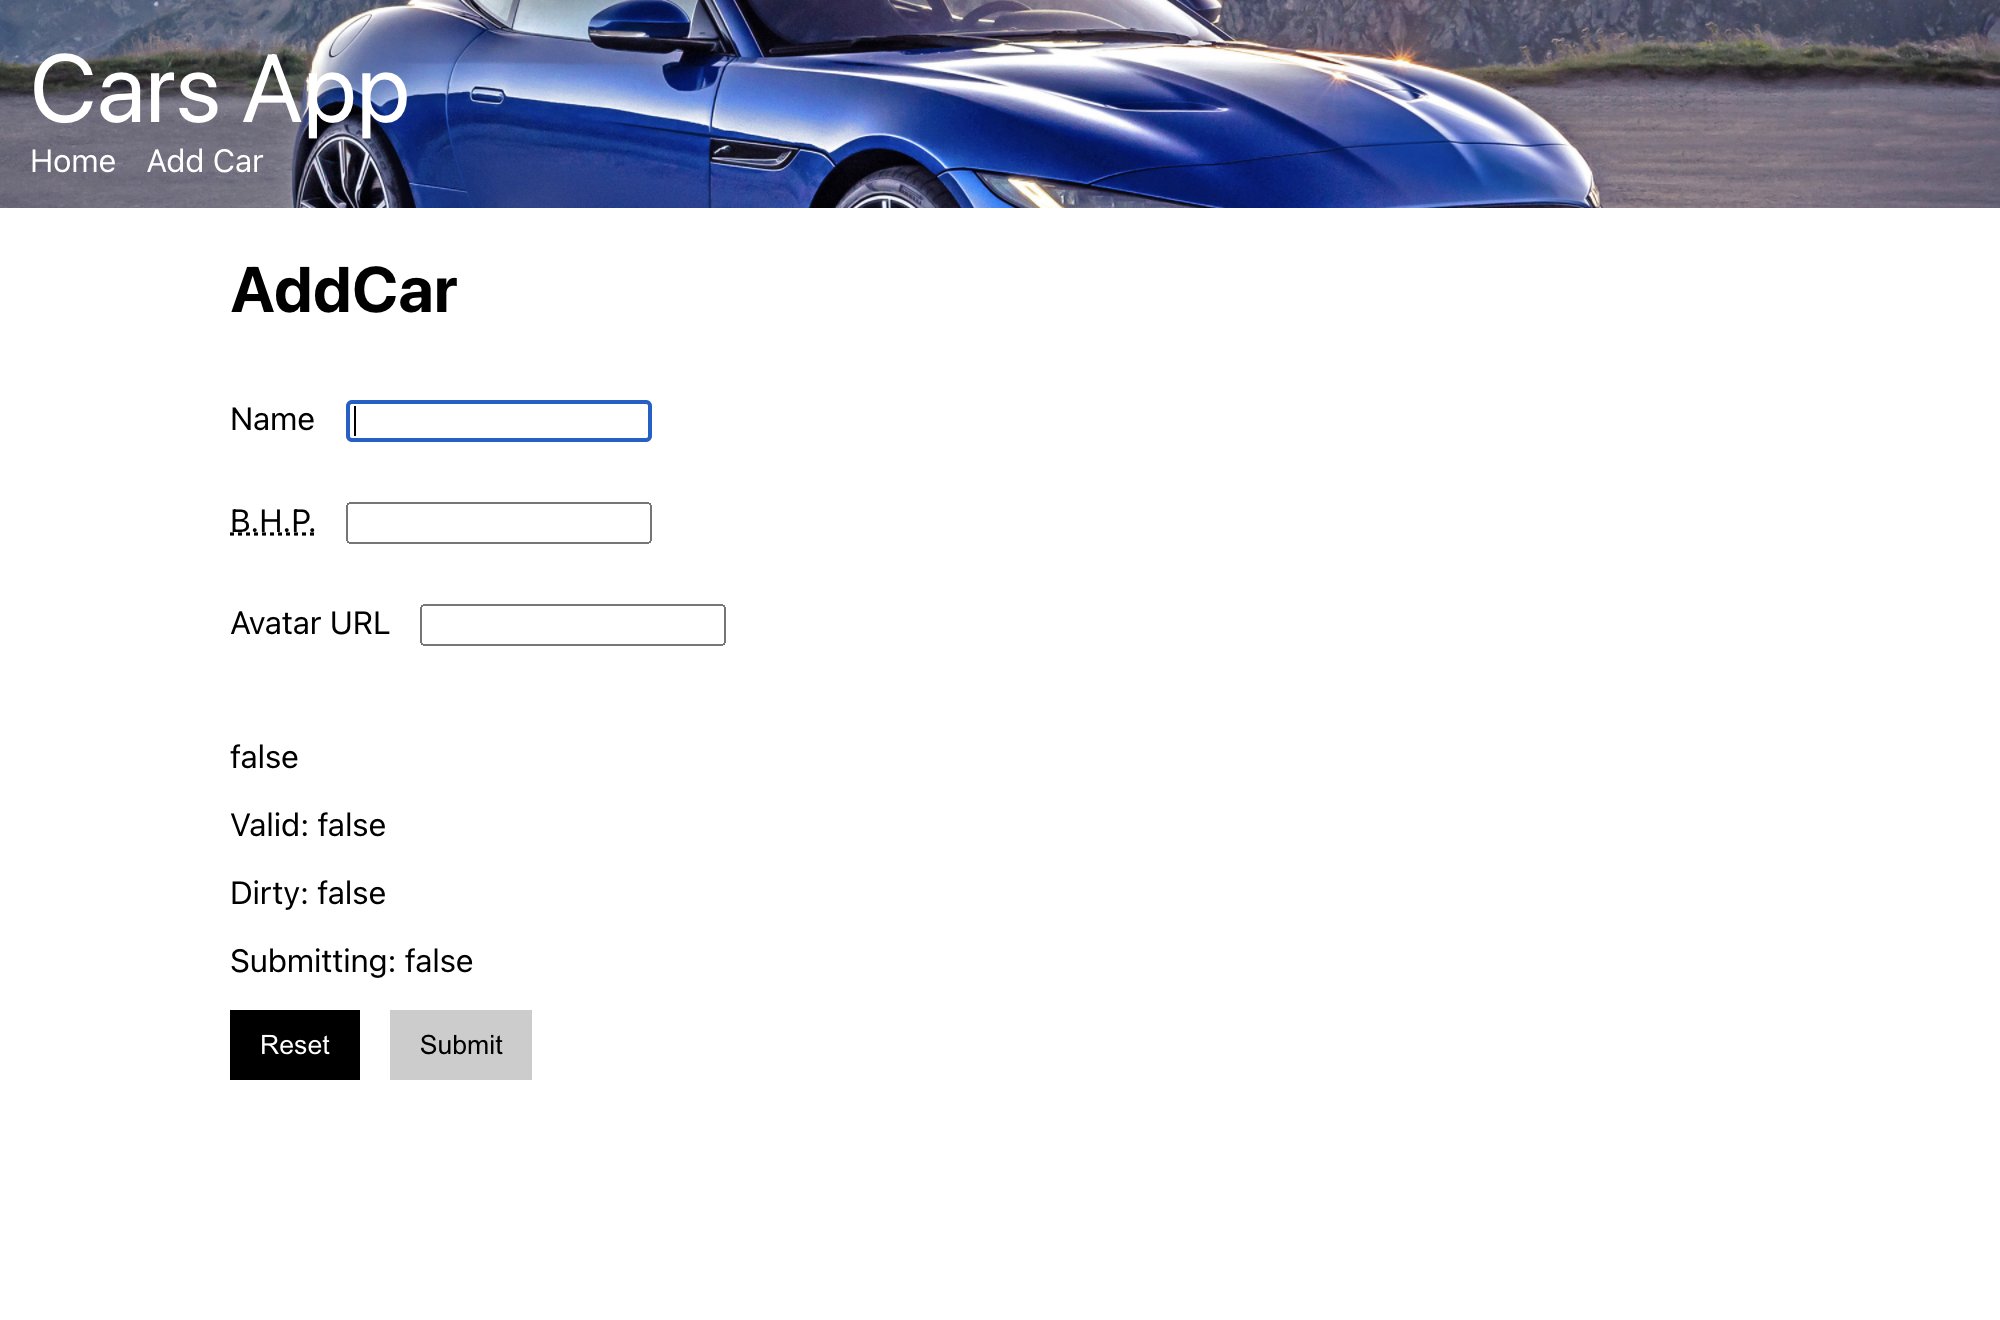 Cars App
Home Add Car
AddCar
Name
B.H.P.
Avatar URL
false
Valid: false
Dirty: false
Submitting: false
Reset Submit